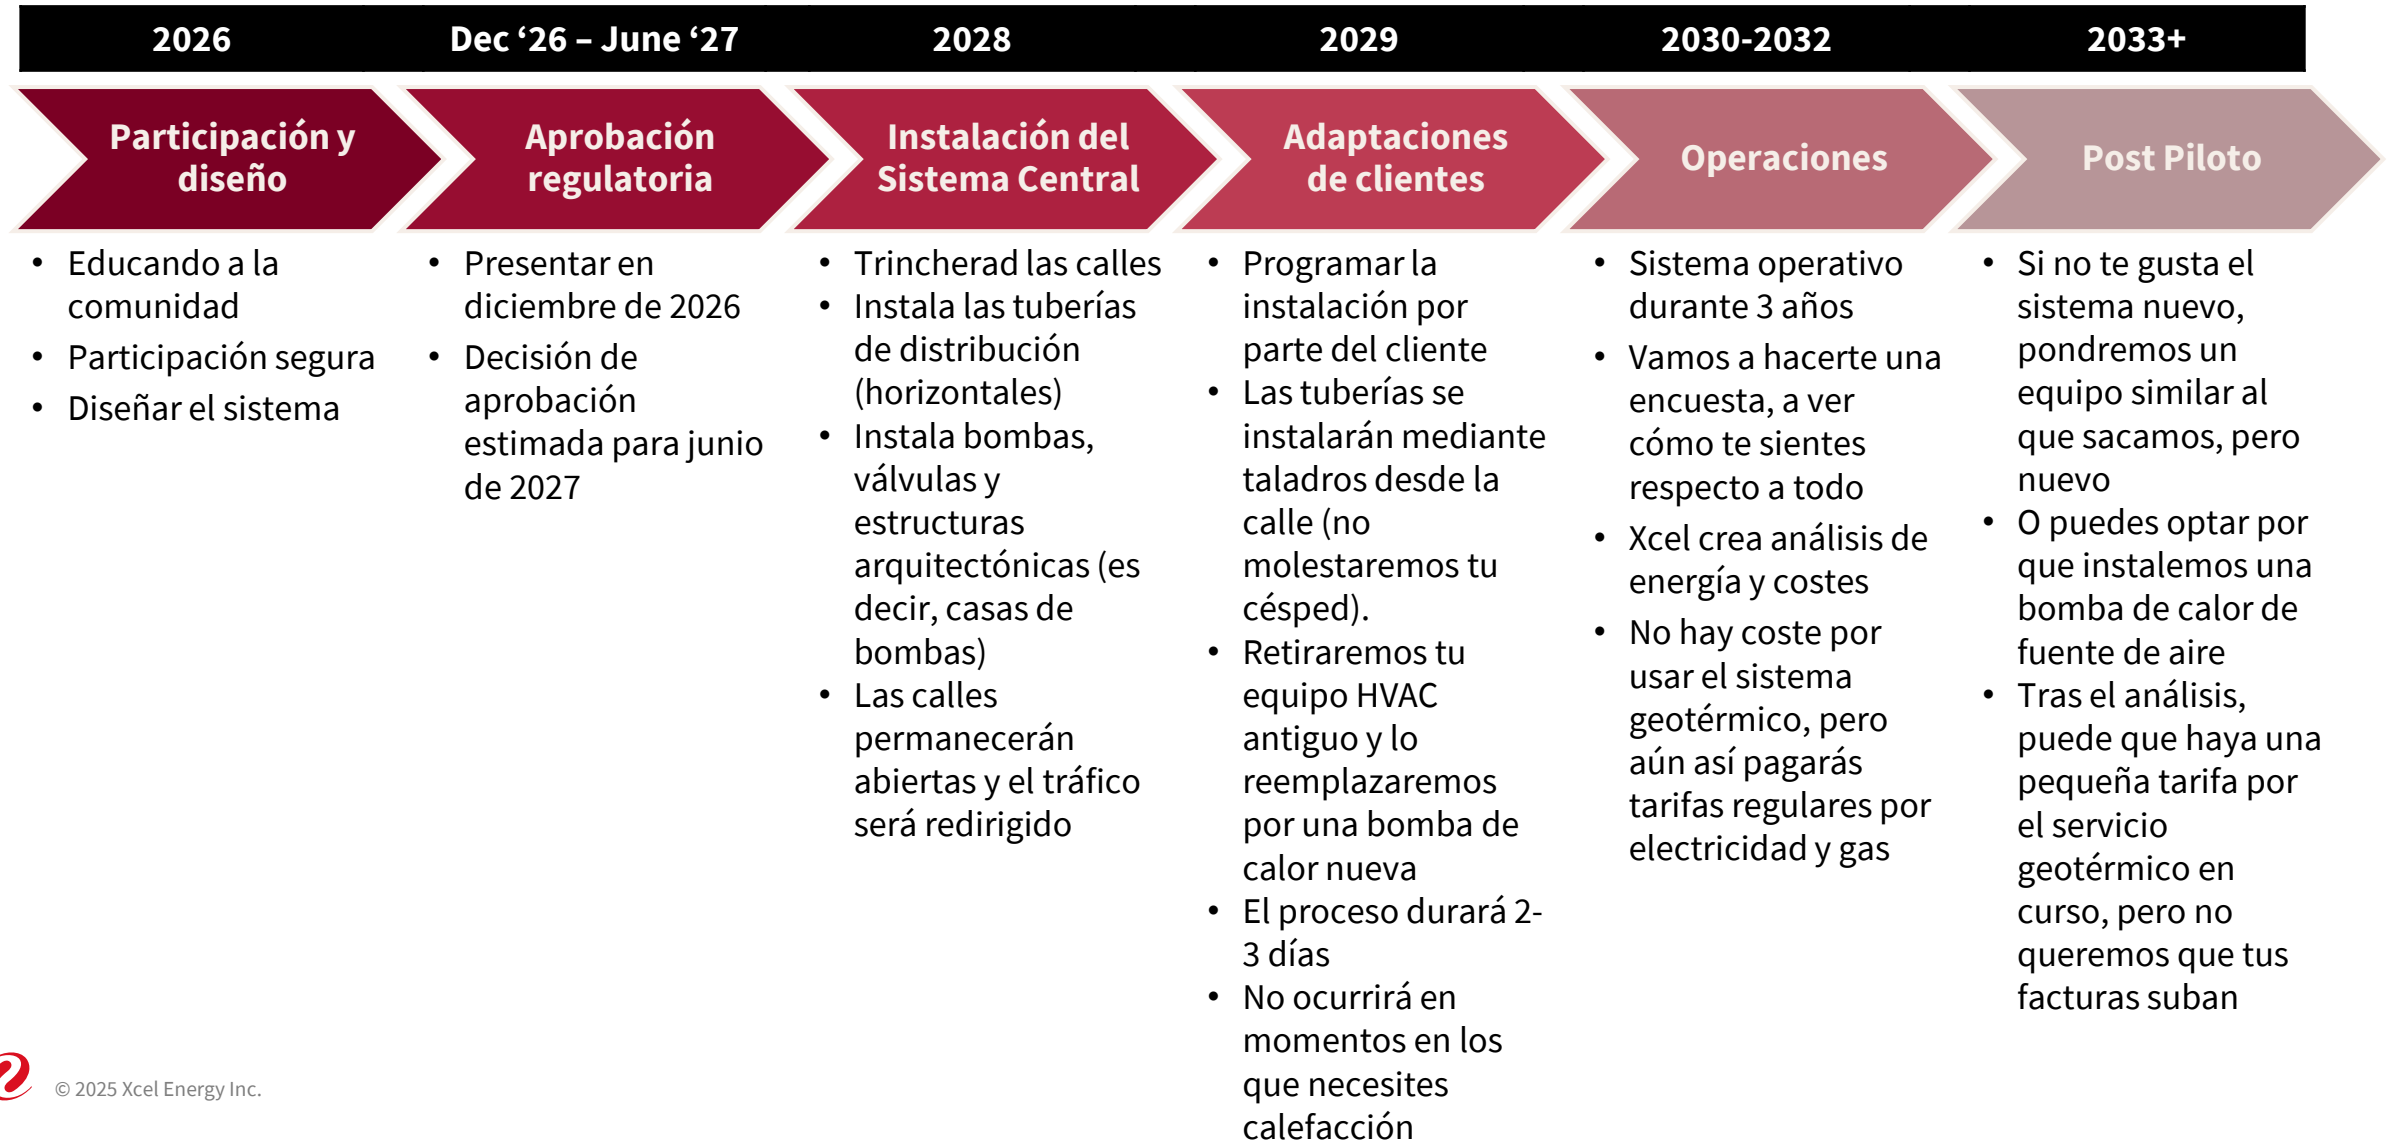 2026
Dec ‘26 – June ‘27
2028
2029
2030-2032
2033+
Participación y
diseño
Aprobación
regulatoria
Instalación del
Sistema Central
Adaptaciones
de clientes
Operaciones
Post Piloto
• Educando a la
comunidad
• Participación segura
• Diseñar el sistema
• Presentar en
diciembre de 2026
• Decisión de
aprobación
estimada para junio
de 2027
• Trincherad las calles
• Instala las tuberías
de distribución
(horizontales)
• Instala bombas,
válvulas y
estructuras
arquitectónicas (es
decir, casas de
bombas)
• Las calles
permanecerán
abiertas y el tráfico
será redirigido
• Programar la
instalación por
parte del cliente
• Las tuberías se
instalarán mediante
taladros desde la
calle (no
molestaremos tu
césped).
• Retiraremos tu
equipo HVAC
antiguo y lo
reemplazaremos
por una bomba de
calor nueva
• El proceso durará 2-
3 días
• No ocurrirá en
momentos en los
que necesites
calefacción
• Sistema operativo
durante 3 años
• Vamos a hacerte una
encuesta, a ver
cómo te sientes
respecto a todo
• Xcel crea análisis de
energía y costes
• No hay coste por
usar el sistema
geotérmico, pero
aún así pagarás
tarifas regulares por
electricidad y gas
• Si no te gusta el
sistema nuevo,
pondremos un
equipo similar al
que sacamos, pero
nuevo
• O puedes optar por
que instalemos una
bomba de calor de
fuente de aire
• Tras el análisis,
puede que haya una
pequeña tarifa por
el servicio
geotérmico en
curso, pero no
queremos que tus
facturas suban
© 2025 Xcel Energy Inc.